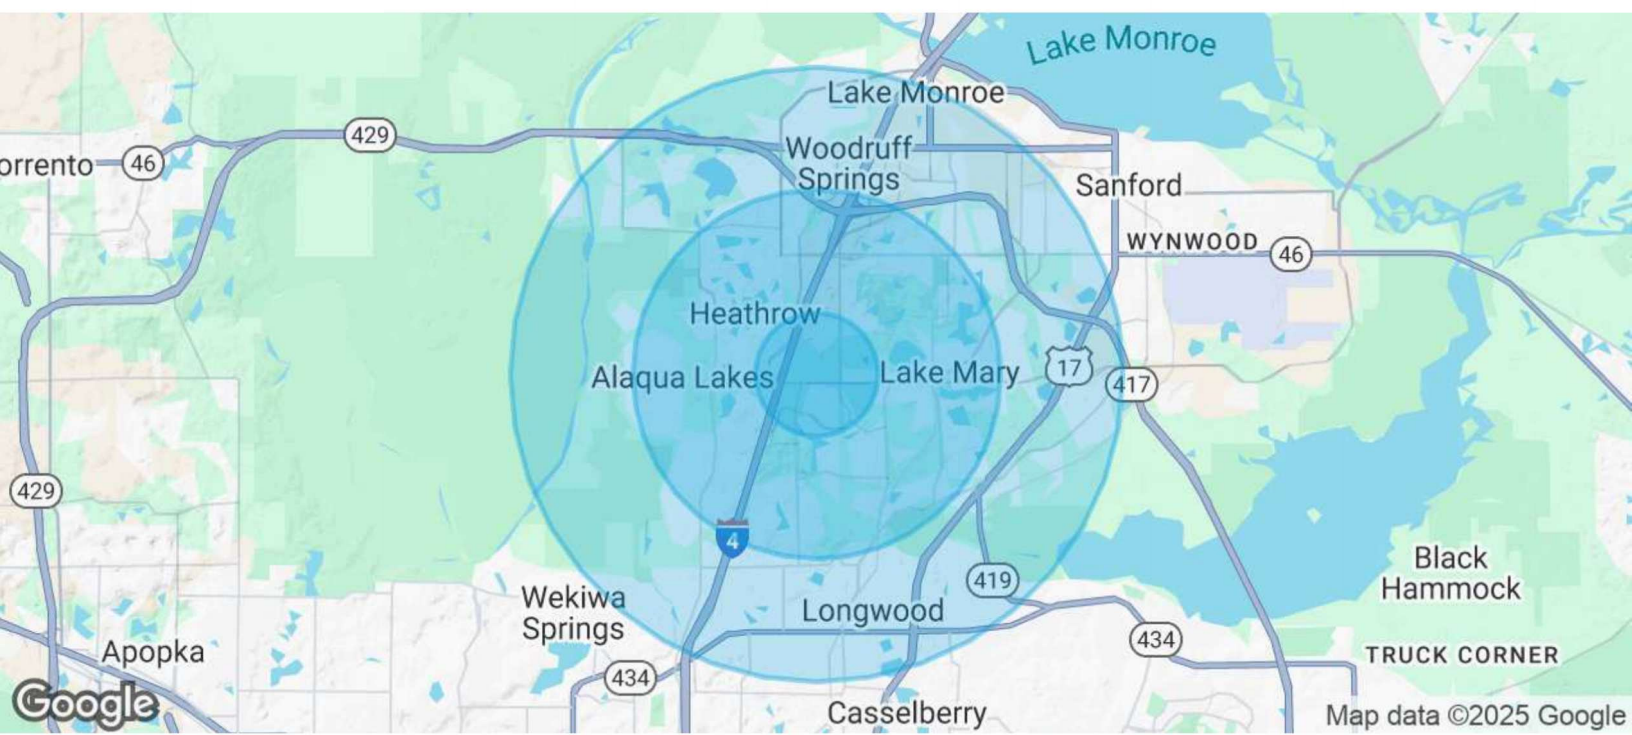 Lake Monroe
Lake Monroe
429
Woodruff
Springs
orrento
46
Sanford
WYNWOOD
46
Heathrow
Alaqua Lakes
Lake Mary
17
417
429
4
Black
Hammock
419
Wekiwa
Springs
Longwood
434
Apopka
TRUCK CORNER
434
Google
Casselberry
Map data ©2025 Google